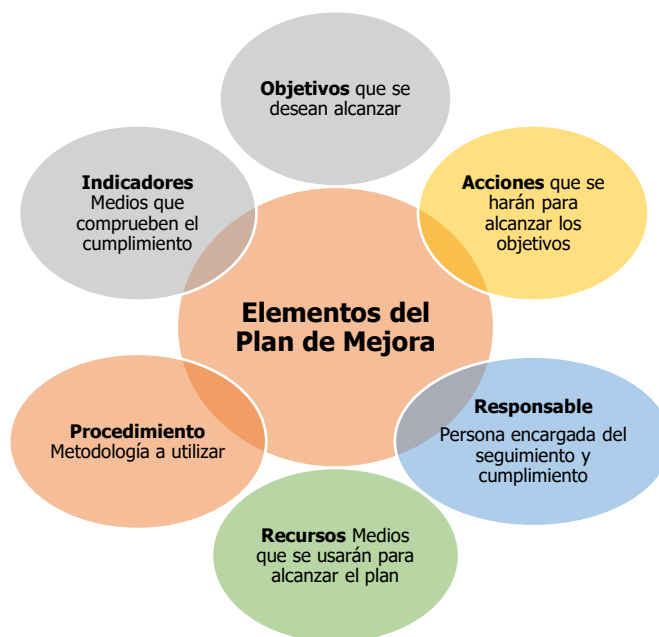 Objetivos que se
desean alcanzar
Acciones que se
harán para
alcanzar los
objetivos
Responsable
Persona encargada del
seguimiento y
cumplimiento
Recursos Medios
que se usarán para
alcanzar el plan
Procedimiento
Metodología a utilizar
Indicadores
Medios que
comprueben el
cumplimiento
Elementos del
Plan de Mejora